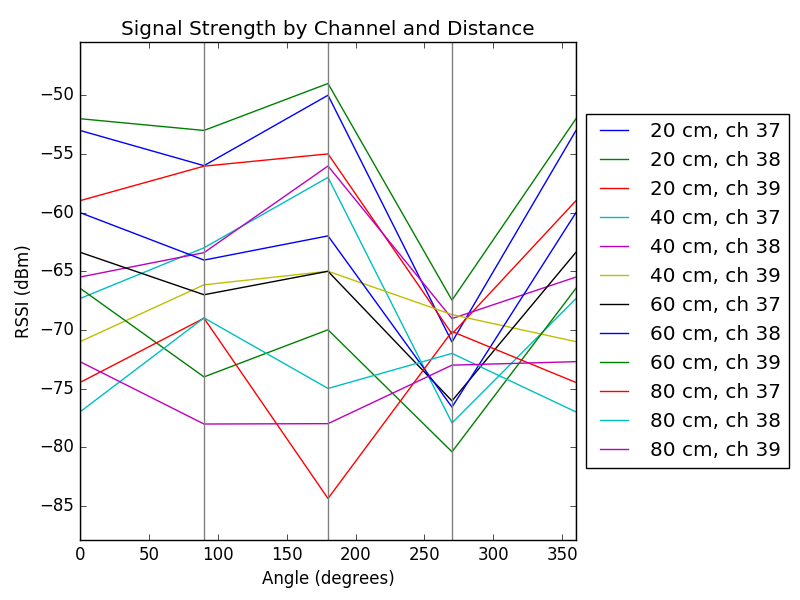 Signal Strength by Channel and Distance
−50
−55
−60
−65
−70
−75
−80
−85
RSSI (dBm)
0
50
100
150
200
250
300
350
Angle (degrees)
20 cm, ch 37
20 cm, ch 38
20 cm, ch 39
40 cm, ch 37
40 cm, ch 38
40 cm, ch 39
60 cm, ch 37
60 cm, ch 38
60 cm, ch 39
80 cm, ch 37
80 cm, ch 38
80 cm, ch 39